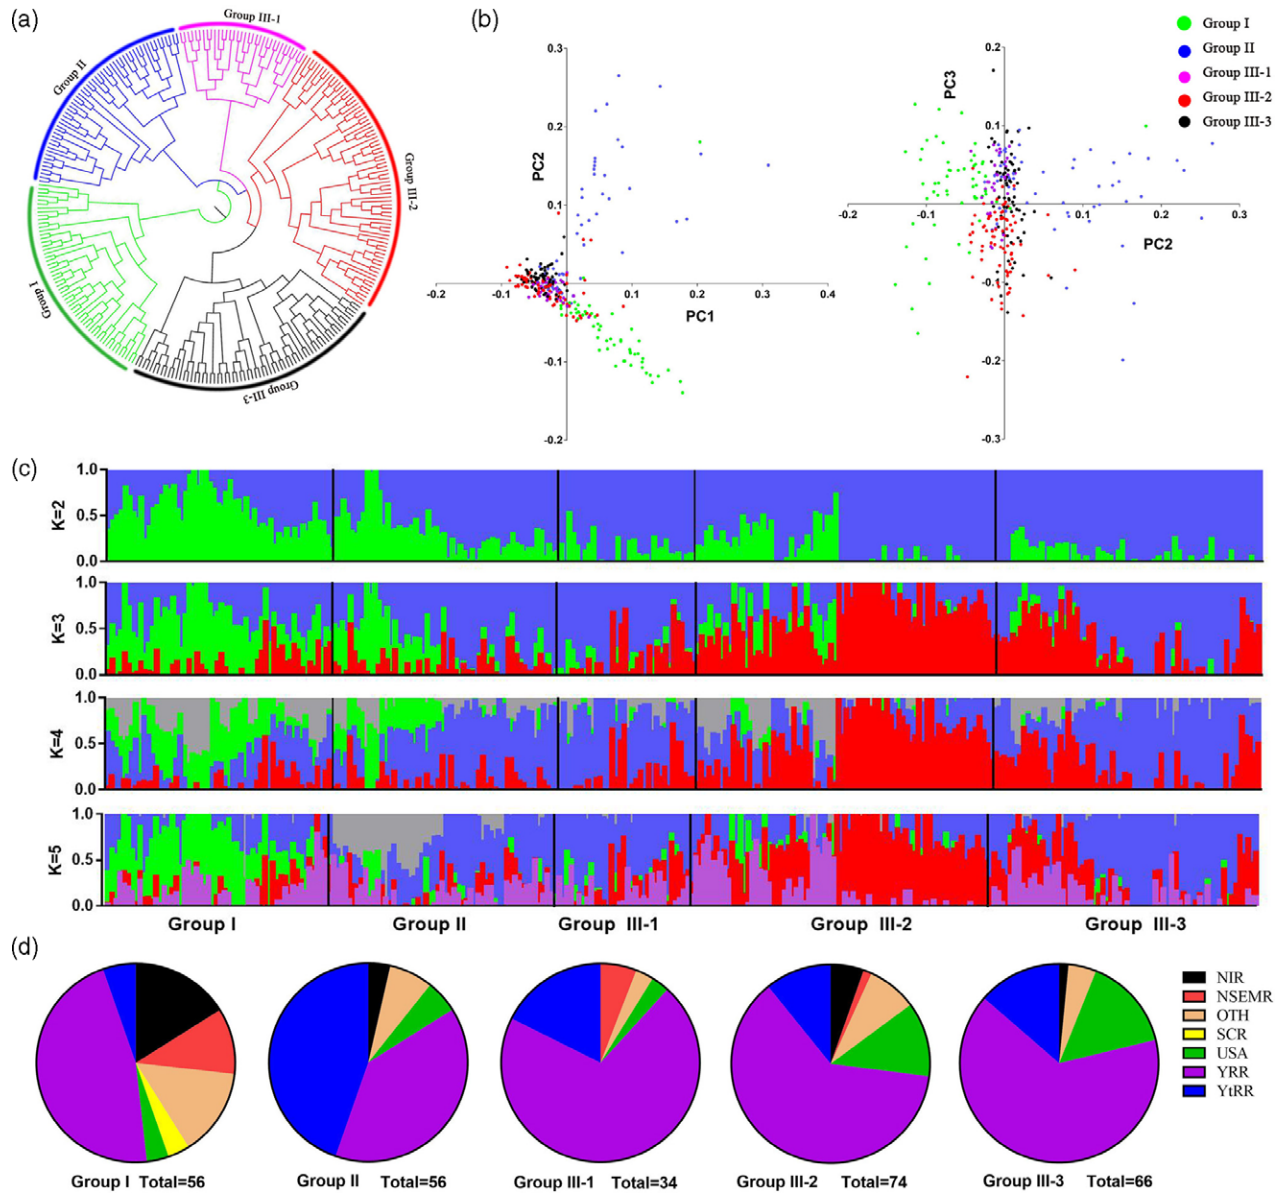 (a)
Group III-1
Group II
Group III-2
Group I
Group III-3
(b)
0.3
0.2
PC2
0.1
-0.2
-0.1
0.1
0.2
0.3
0.4
PC1
-0.1
-0.2
0.2
PC3
0.1
-0.2
-0.1
0.1
0.2
0.3
PC2
-0.1
-0.2
-0.3
Group I
Group II
Group III-1
Group III-2
Group III-3
(c)
K=2
1.0
0.5
0.0
K=3
1.0
0.5
0.0
K=4
1.0
0.5
0.0
K=5
1.0
0.5
0.0
Group I Group II Group III-1 Group III-2 Group III-3
(d)
NIR
NSEMR
OTH
SCR
USA
YRR
YtRR
Group I Total=56
Group II Total=56
Group III-1 Total=34
Group III-2 Total=74
Group III-3 Total=66